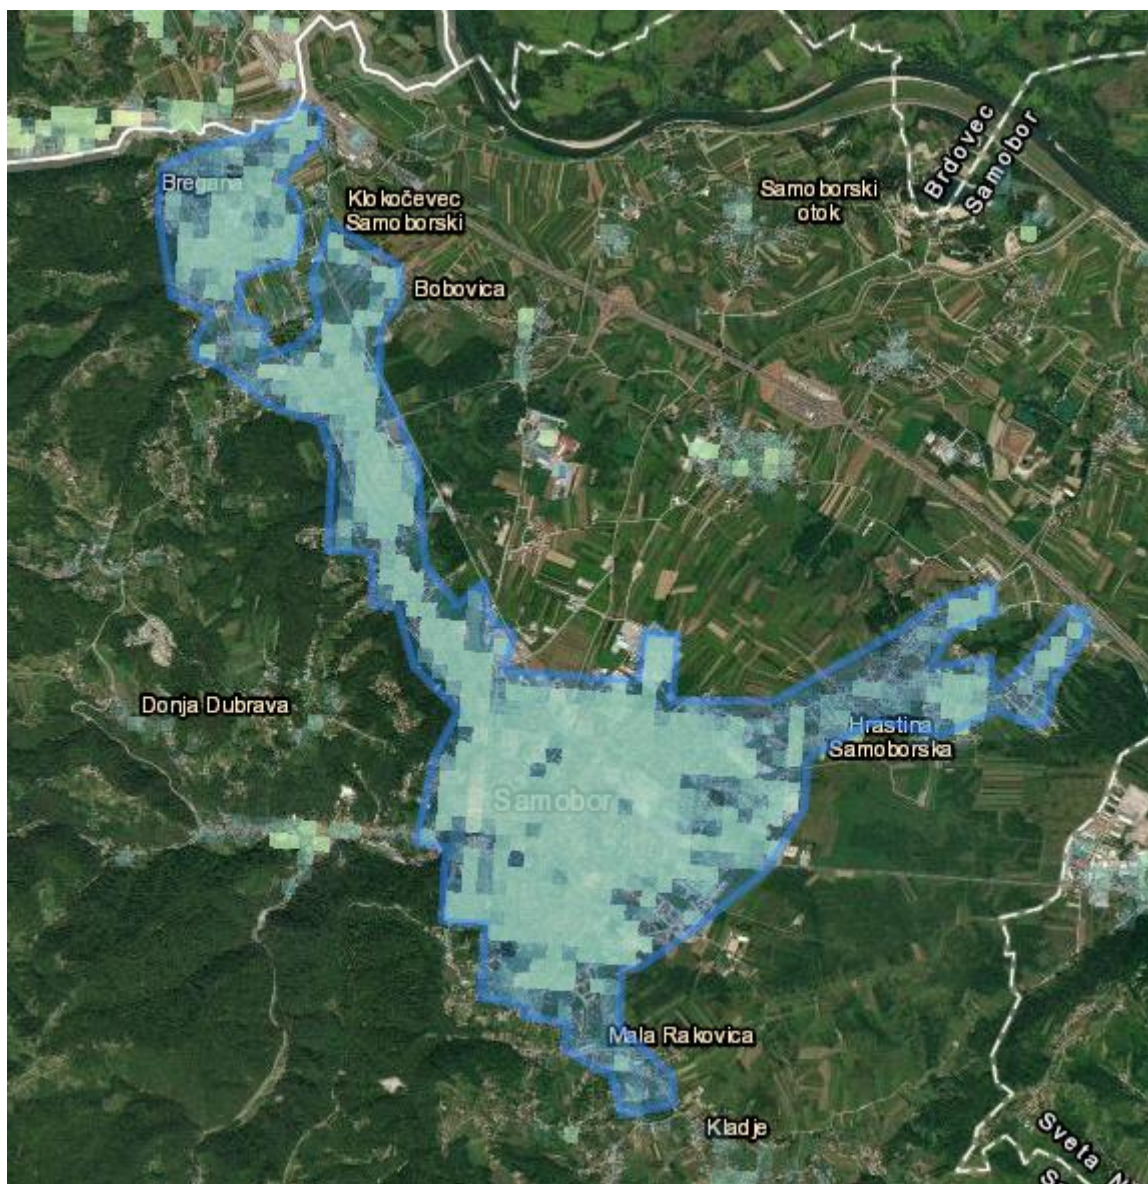 Brdovec
Samobor
Bregana
Klokočevec
Samoborski
Samoborski
otok
Bobovica
Donja Dubrava
Hrastina
Samoborska
Samobor
Mala Rakovica
Kladje
Sveta